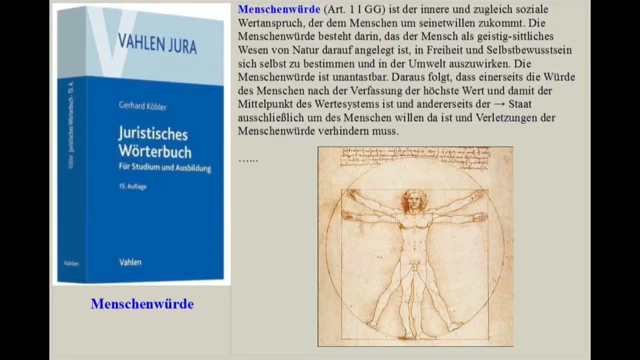 VAHLEN JURA
Gerhard Köbler
Juristisches
Wörterbuch
Für Studium und Ausbildung
15. Auflage
Vahlen
Vahlen
Menschenwürde
Menschenwürde (Art. 1 I GG) ist der innere und zugleich soziale
Wertanspruch, der dem Menschen um seinetwillen zukommt. Die
Menschenwürde besteht darin, das der Mensch als geistig-sittliches
Wesen von Natur darauf angelegt ist, in Freiheit und Selbstbewusstsein
sich selbst zu bestimmen und in der Umwelt auszuwirken. Die
Menschenwürde ist unantastbar. Daraus folgt, dass einerseits die Würde
des Menschen nach der Verfassung der höchste Wert und damit der
Mittelpunkt des Wertesystems ist und andererseits der → Staat
ausschließlich um des Menschen willen da ist und Verletzungen der
Menschenwürde verhindern muss.
......